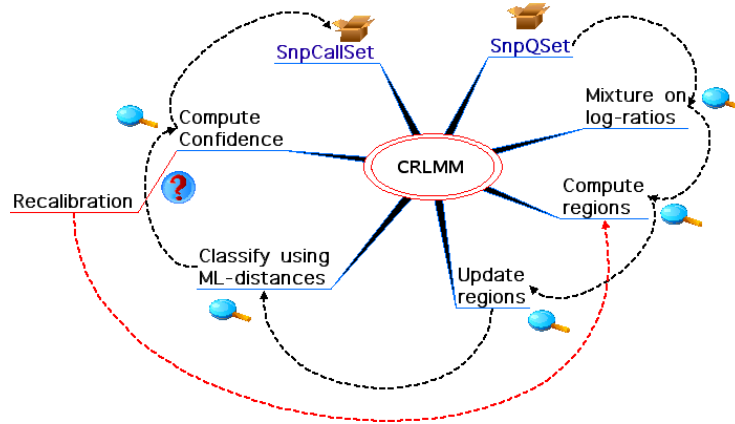 SnpCallSet
SnpQSet
Mixture on
log-ratios
Compute
Confidence
CRLMM
Recalibration
?
Compute
regions
Classify using
ML-distances
Update
regions